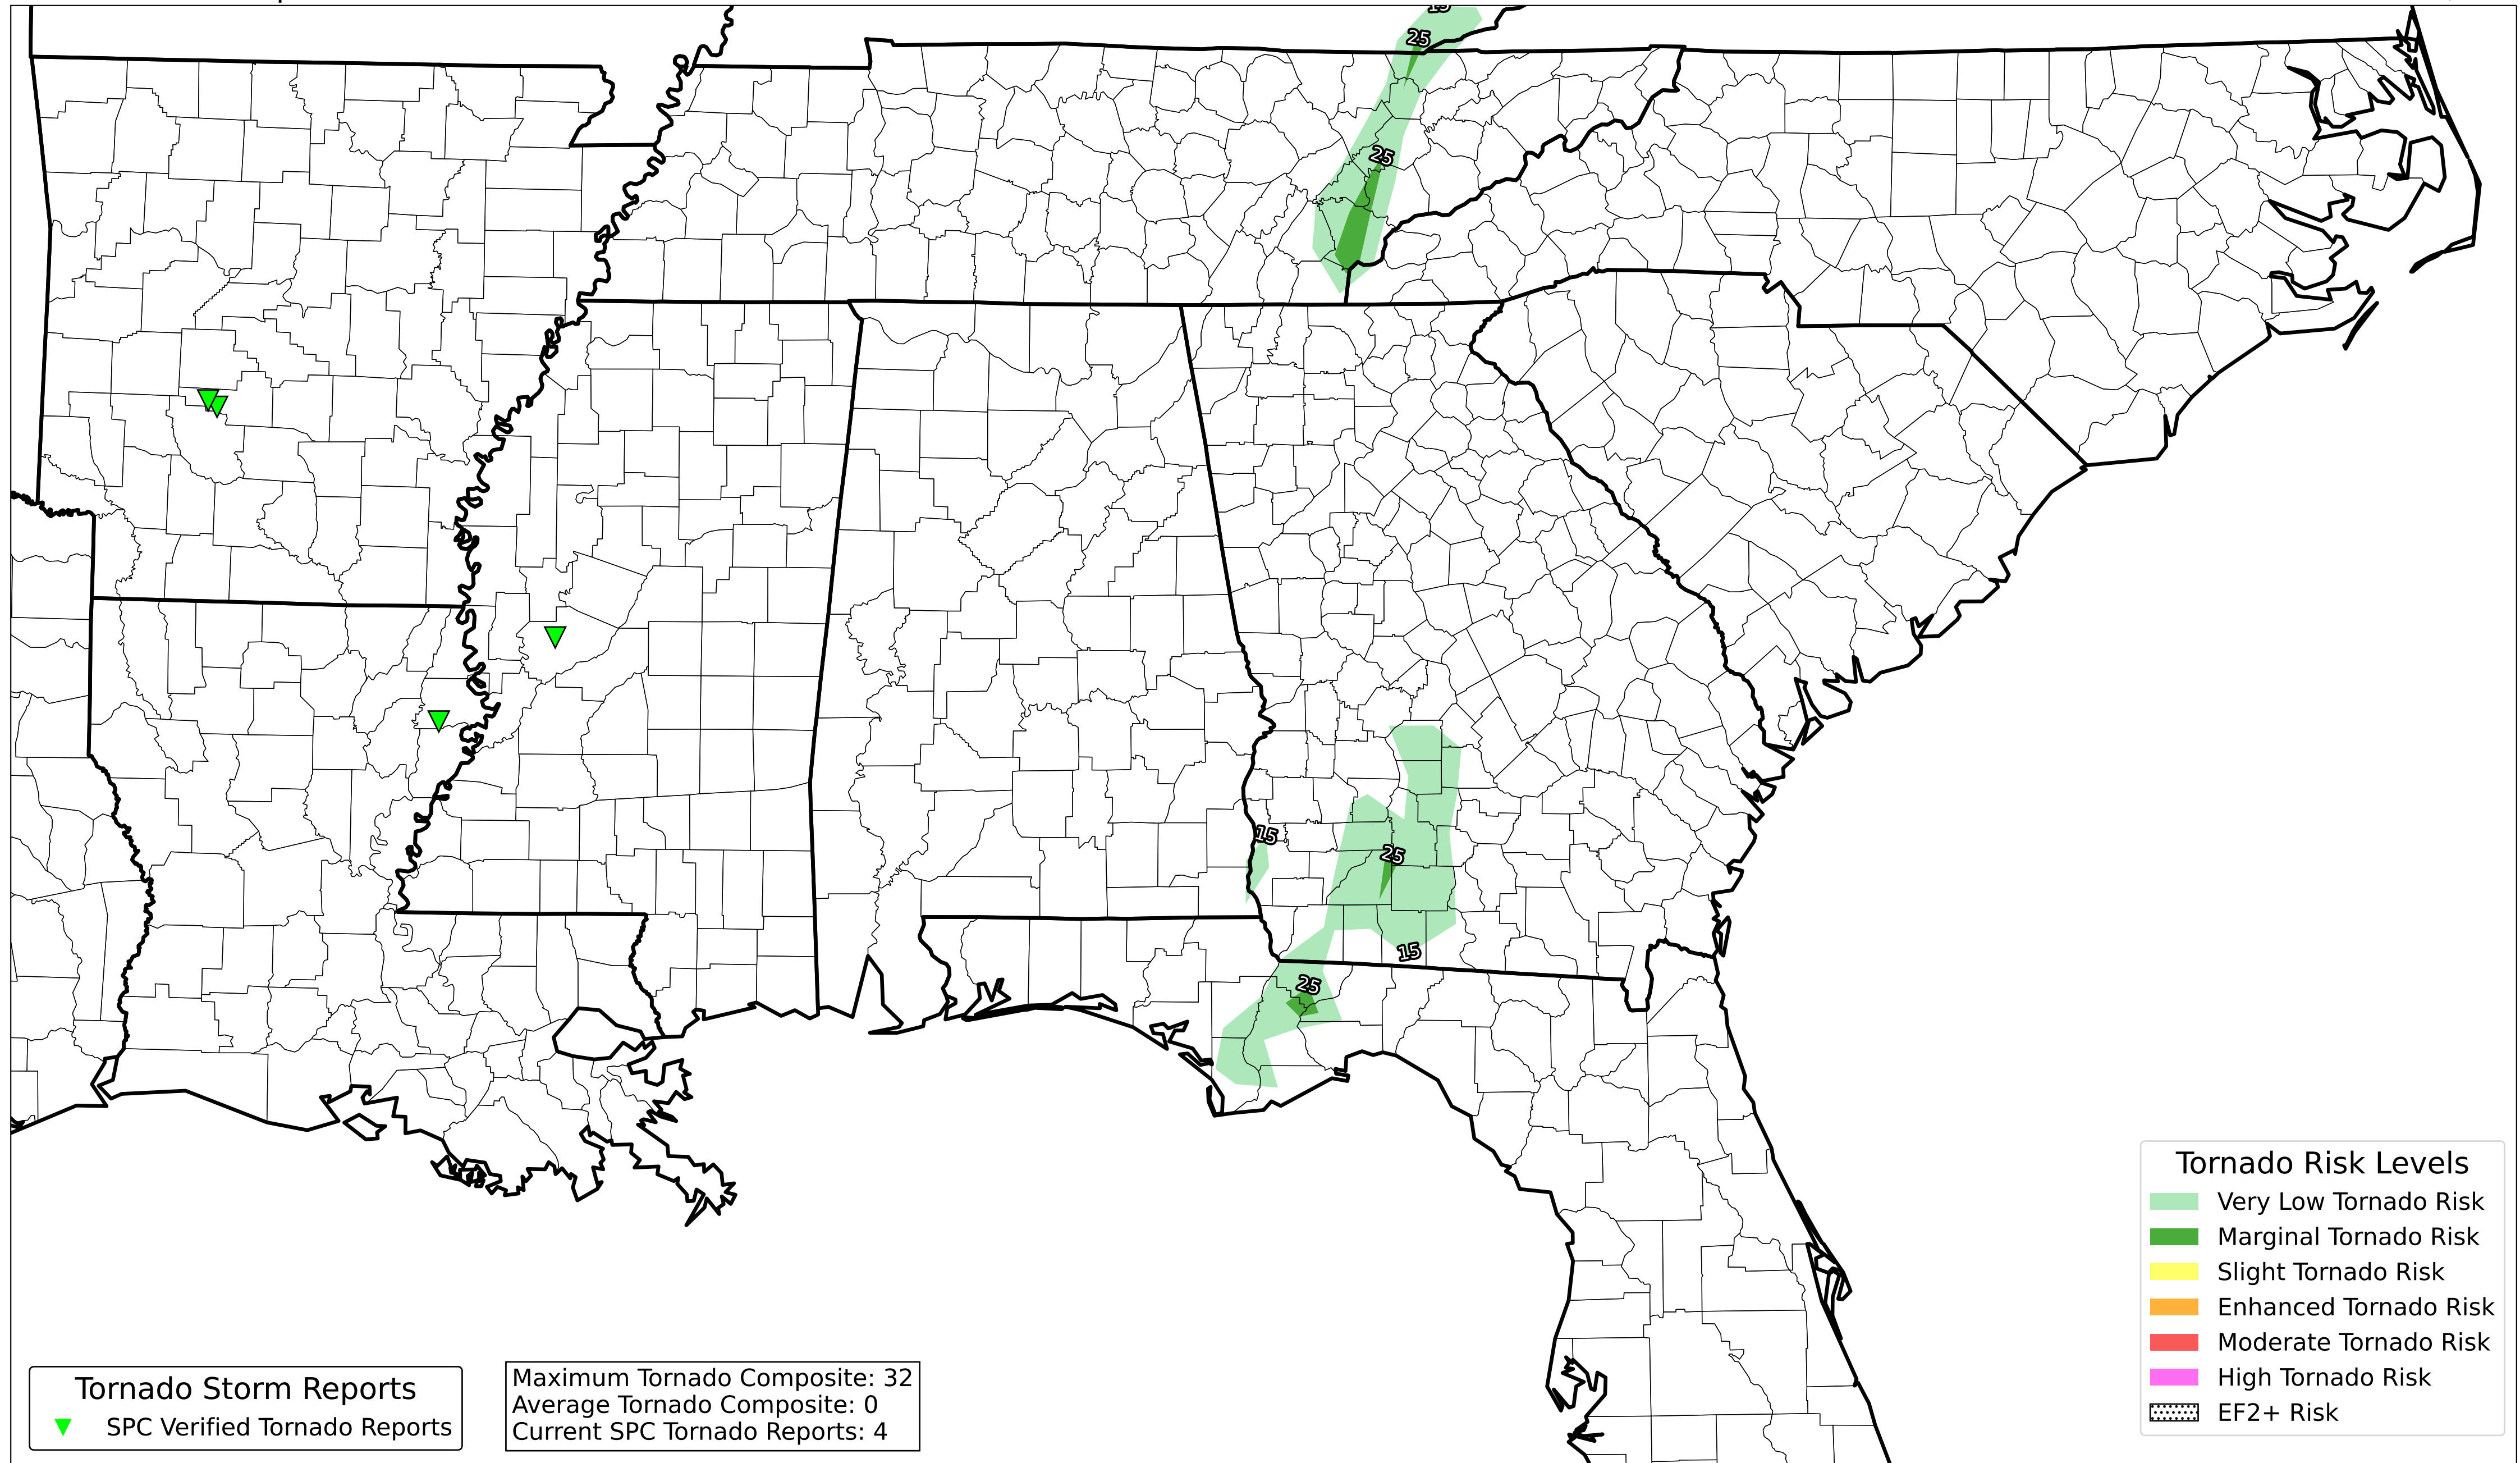 15
25
25
15
25
15
25
Tornado Risk Levels
Very Low Tornado Risk
Marginal Tornado Risk
Slight Tornado Risk
Enhanced Tornado Risk
Moderate Tornado Risk
High Tornado Risk
EF2+ Risk
Tornado Storm Reports
SPC Verified Tornado Reports
Maximum Tornado Composite: 32
Average Tornado Composite: 0
Current SPC Tornado Reports: 4